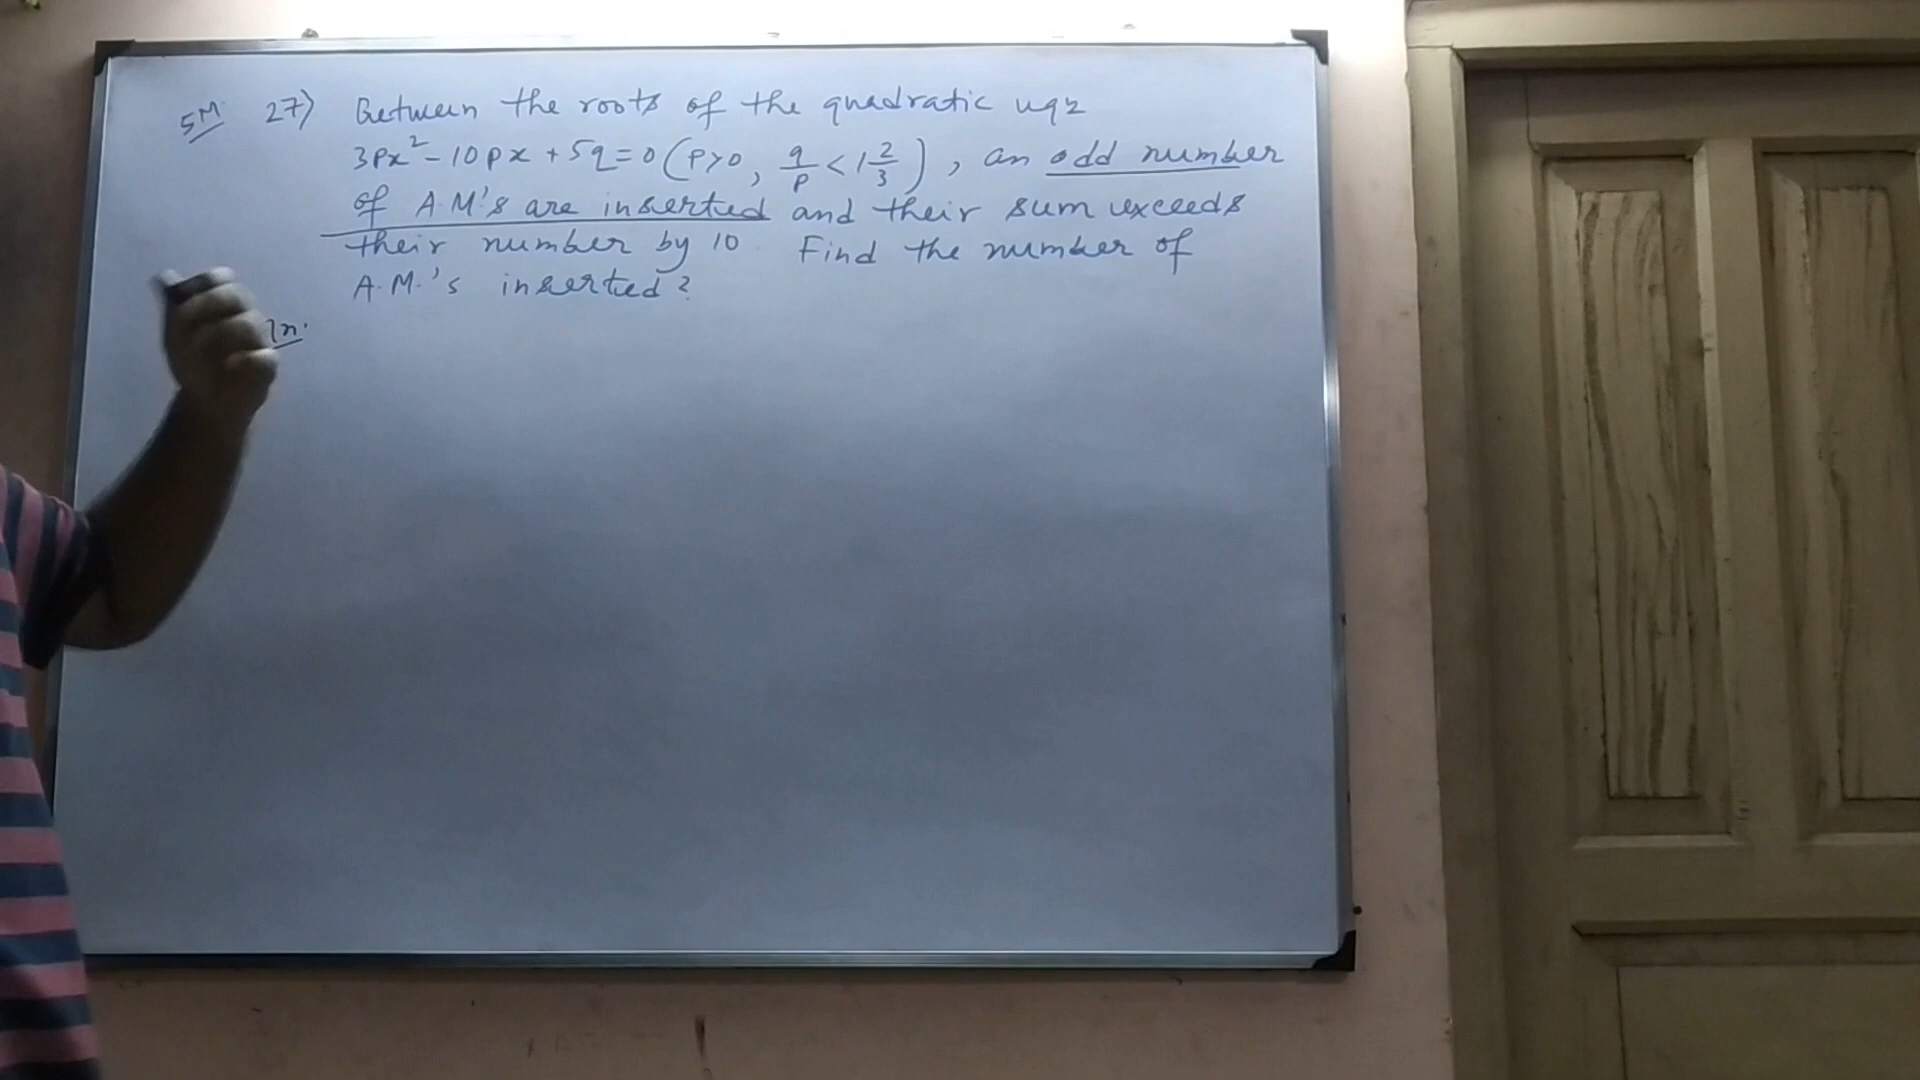 5M. 27) Between the roots of the quadratic eqn
3px² - 10px + 5q = 0 (p>0, q/p < 1 2/3), an odd number
of A.M.'s are inserted and their sum exceeds
their number by 10. Find the number of
A.M.'s inserted?
ln.